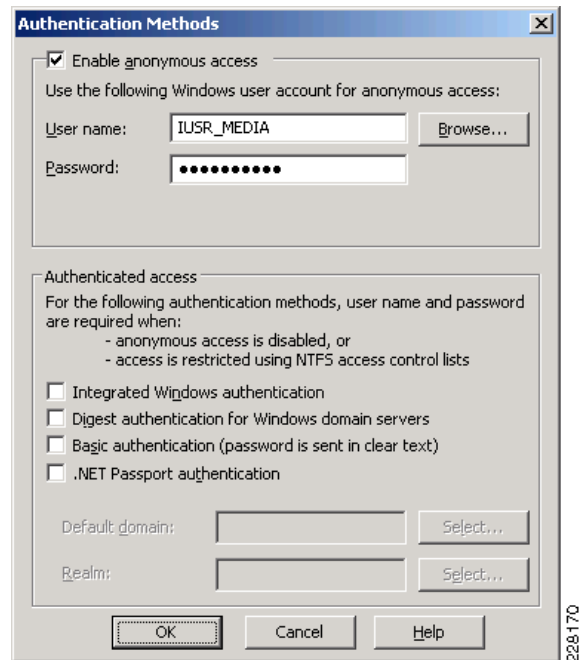 Authentication Methods
Enable anonymous access
Use the following Windows user account for anonymous access:
User name:
IUSR_MEDIA
Browse...
Password:
●●●●●●●●●●
Authenticated access
For the following authentication methods, user name and password
are required when:
- anonymous access is disabled, or
- access is restricted using NTFS access control lists
Integrated Windows authentication
Digest authentication for Windows domain servers
Basic authentication (password is sent in clear text)
.NET Passport authentication
Default domain:
Select...
Realm:
Select...
OK
Cancel
Help
228170